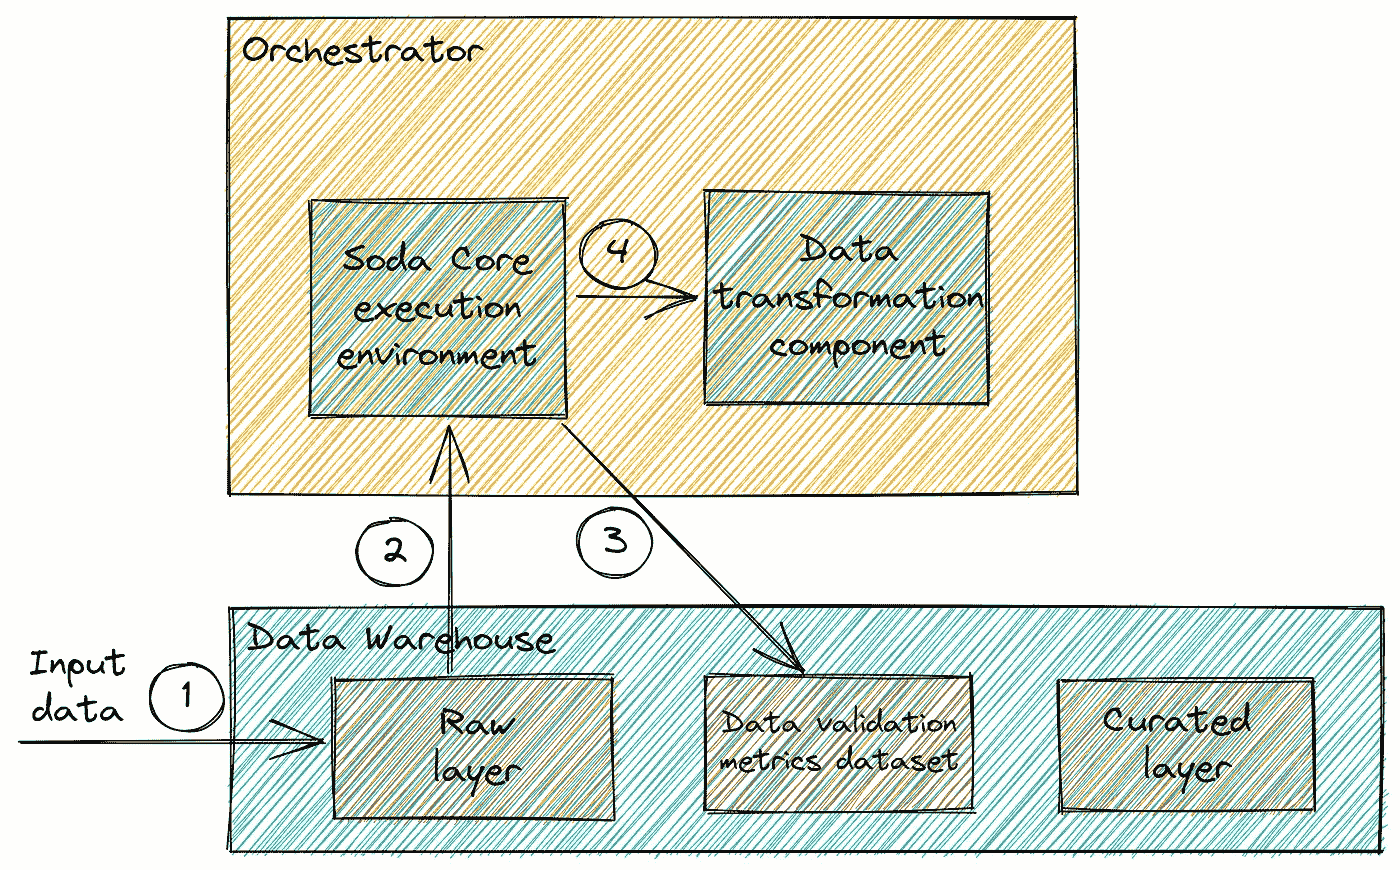 Orchestrator
Soda Core
execution
environment
4
Data
transformation
component
2
3
Data Warehouse
Input
data
1
Raw
layer
Data validation
metrics dataset
Curated
layer